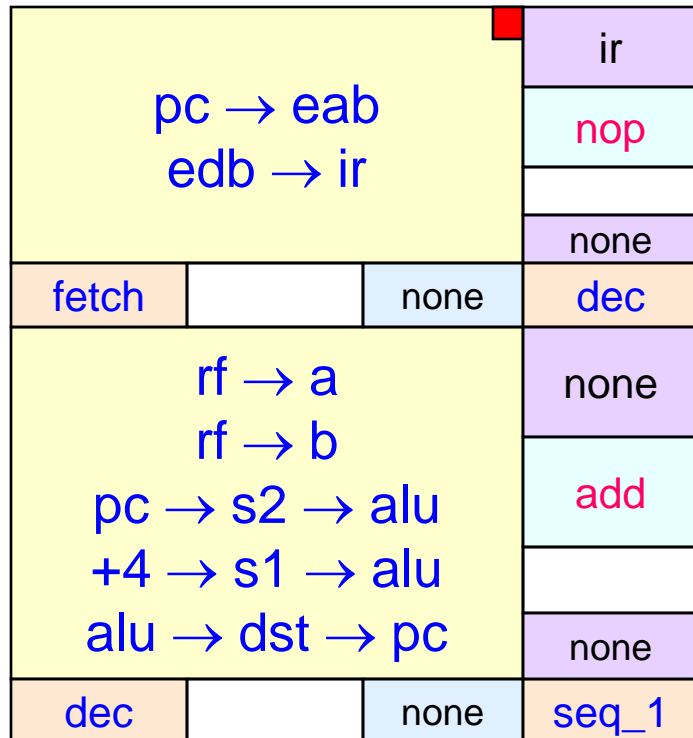 pc → eab
edb → ir
ir
nop
none
fetch
none
dec
rf → a
rf → b
pc → s2 → alu
+4 → s1 → alu
alu → dst → pc
none
add
none
dec
none
seq_1